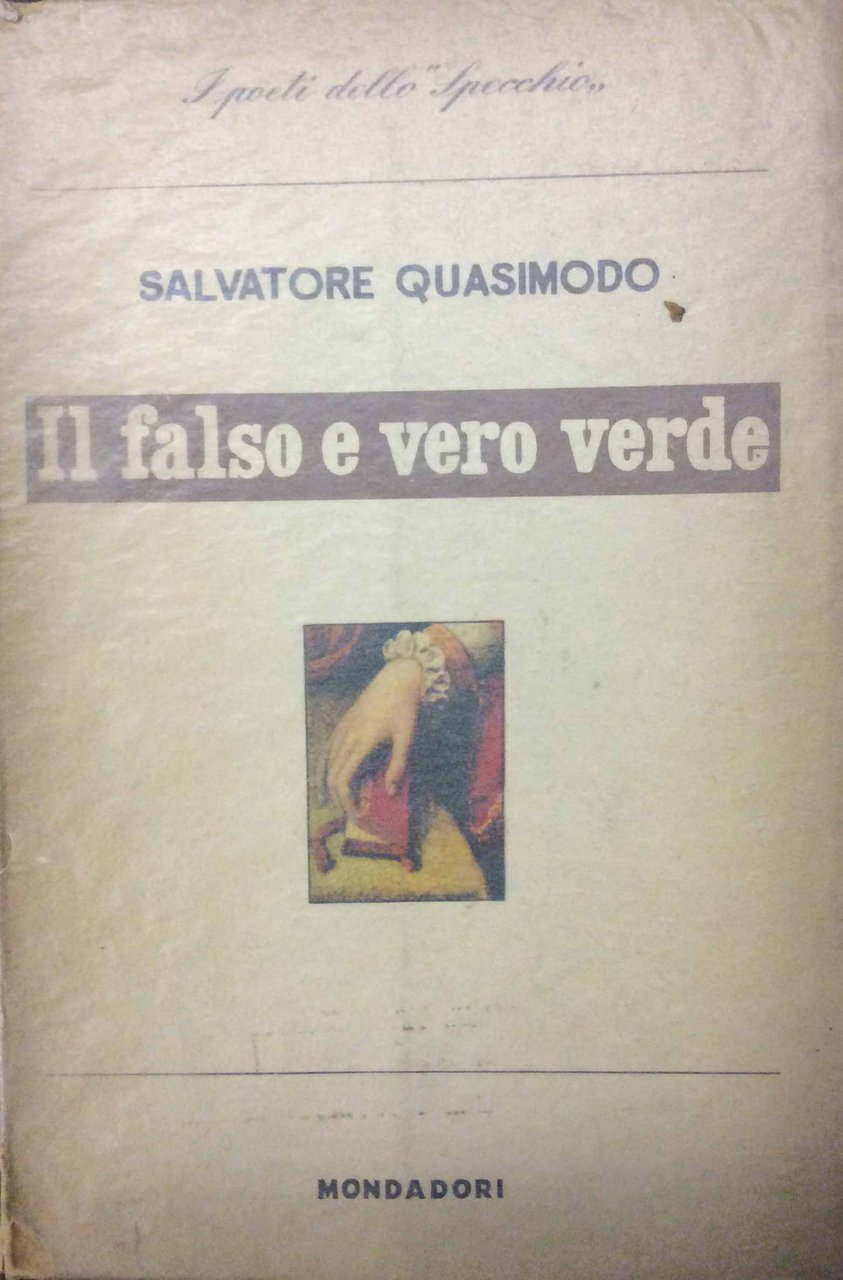 I poeti dello "Specchio„
SALVATORE QUASIMODO
Il falso e vero verde
MONDADORI